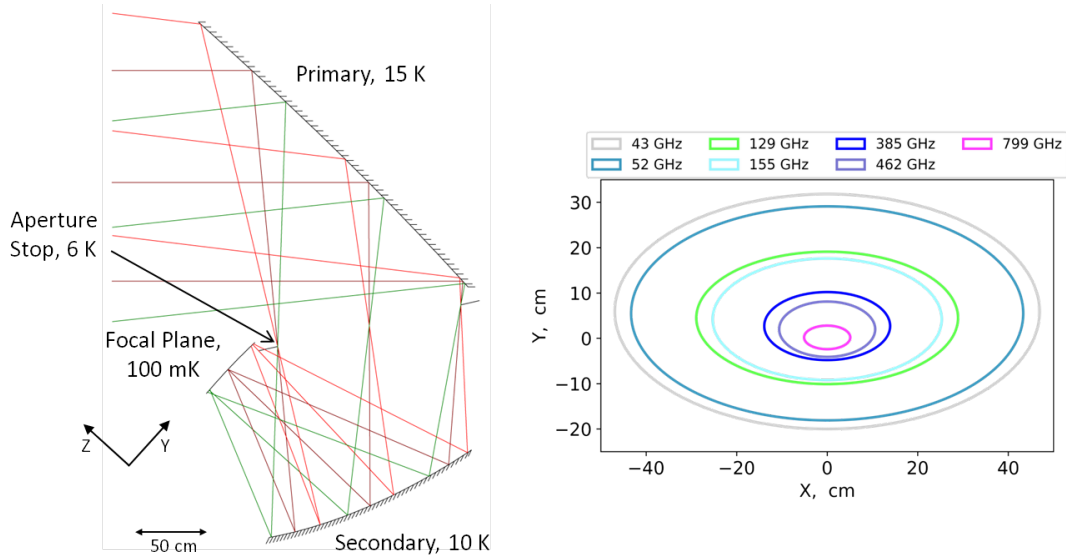 Primary, 15 K
Aperture
Stop, 6 K
Focal Plane,
100 mK
Z
Y
50 cm
Secondary, 10 K
43 GHz
129 GHz
385 GHz
799 GHz
52 GHz
155 GHz
462 GHz
30
20
10
0
−10
−20
Y, cm
−40
−20
0
20
40
X, cm